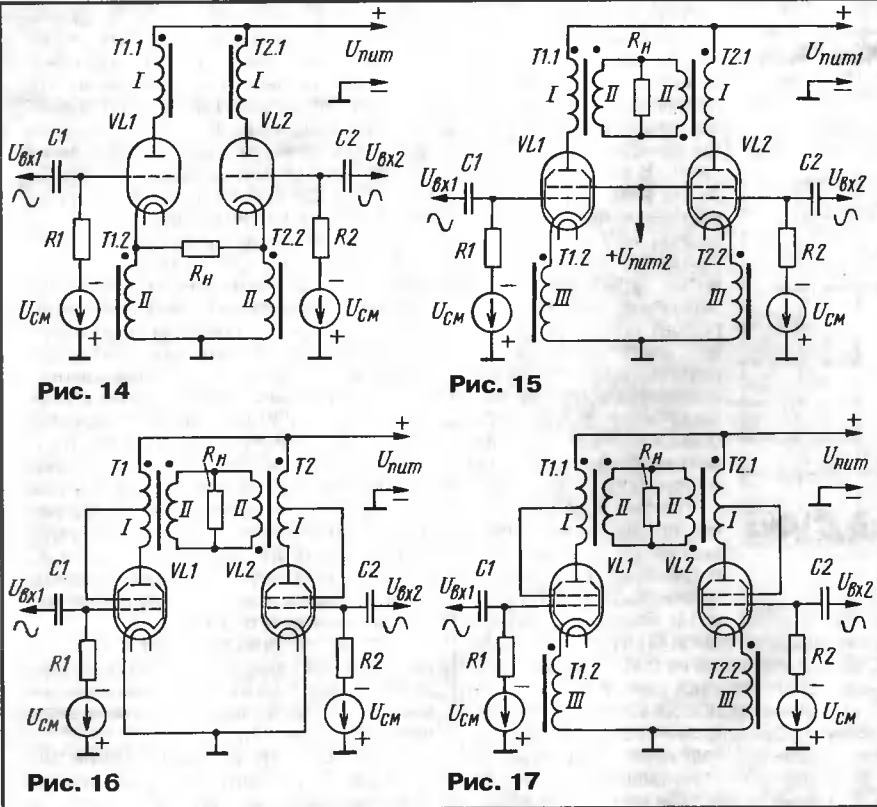 T1.1
T2.1
+
Uпит
I
I
−
VL1
VL2
Uвх1
C1
C2
Uвх2
R1
T1.2
T2.2
R2
Rн
−
−
Uсм
II
II
Uсм
+
+
Рис. 14
Rн
T1.1
T2.1
+
Uпит1
I
II
II
I
−
VL1
VL2
Uвх1
C1
C2
Uвх2
R1
T1.2
+Uпит2
T2.2
R2
−
−
Uсм
III
III
Uсм
+
+
Рис. 15
Rн
T1
T2
+
Uпит
I
II
II
I
−
VL1
VL2
Uвх1
C1
C2
Uвх2
R1
R2
−
−
Uсм
Uсм
+
+
Рис. 16
Rн
T1.1
T2.1
+
Uпит
I
II
II
I
−
VL1
VL2
Uвх1
C1
C2
Uвх2
R1
T1.2
T2.2
R2
−
−
Uсм
III
III
Uсм
+
+
Рис. 17